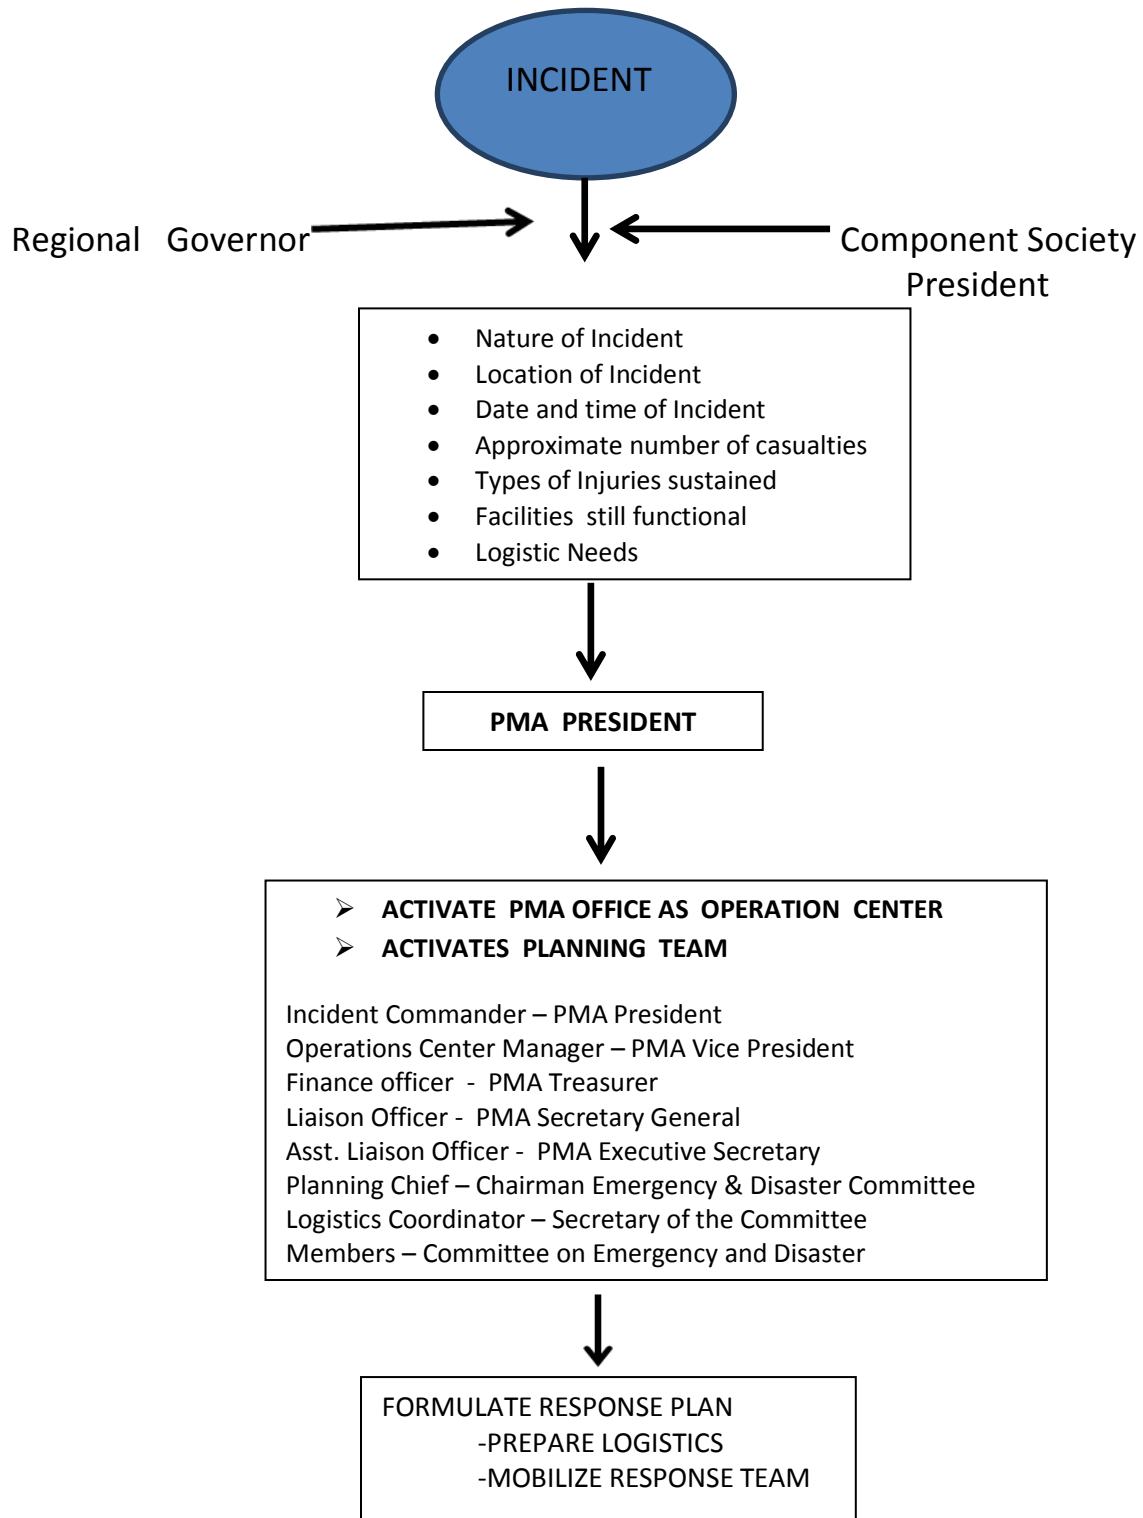 INCIDENT
Regional Governor
Component Society
President
• Nature of Incident
• Location of Incident
• Date and time of Incident
• Approximate number of casualties
• Types of Injuries sustained
• Facilities still functional
• Logistic Needs
PMA PRESIDENT
➢ ACTIVATE PMA OFFICE AS OPERATION CENTER
➢ ACTIVATES PLANNING TEAM
Incident Commander – PMA President
Operations Center Manager – PMA Vice President
Finance officer - PMA Treasurer
Liaison Officer - PMA Secretary General
Asst. Liaison Officer - PMA Executive Secretary
Planning Chief – Chairman Emergency & Disaster Committee
Logistics Coordinator – Secretary of the Committee
Members – Committee on Emergency and Disaster
FORMULATE RESPONSE PLAN
-PREPARE LOGISTICS
-MOBILIZE RESPONSE TEAM